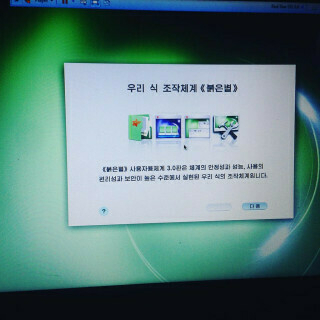 우리 식 조작체계 《붉은별》
《붉은별》 사용자용체계 3.0판은 체계의 안정성과 성능, 사용의
편리성과 보안이 높은 수준에서 실현된 우리 식의 조작체계입니다.
?
다음